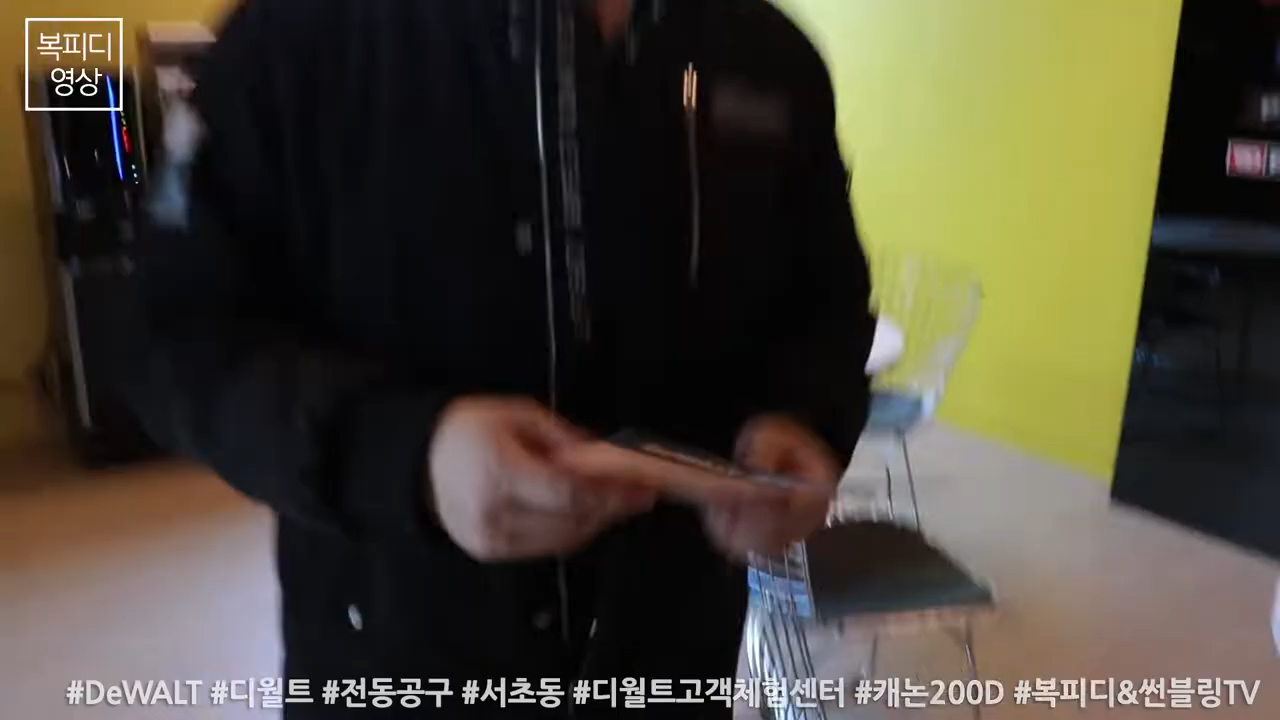 복피디
영상
#DeWALT #디월트 #전동공구 #서초동 #디월트고객체험센터 #캐논200D #복피디&썬블링TV